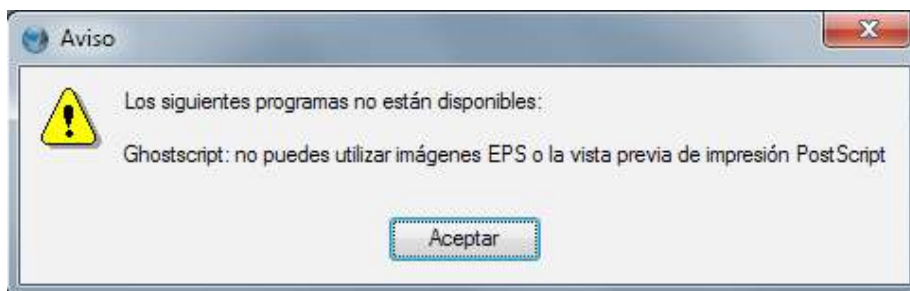 Aviso
Los siguientes programas no están disponibles:
Ghostscript: no puedes utilizar imágenes EPS o la vista previa de impresión PostScript
Aceptar